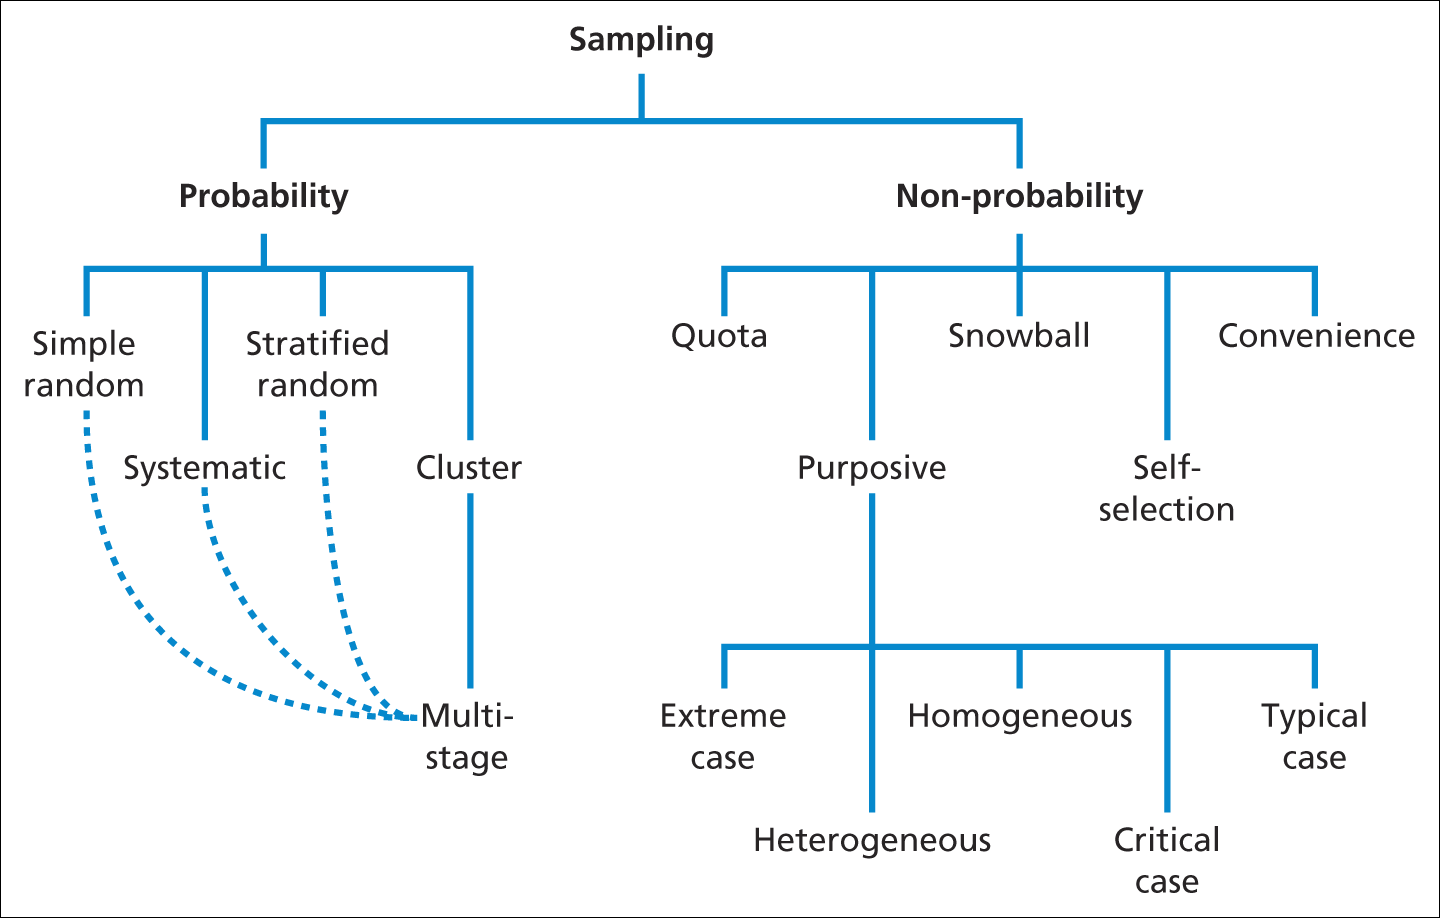 Sampling
Probability
Non-probability
Simple
random
Stratified
random
Quota
Snowball
Convenience
Systematic
Cluster
Purposive
Self-
selection
Multi-
stage
Extreme
case
Homogeneous
Typical
case
Heterogeneous
Critical
case